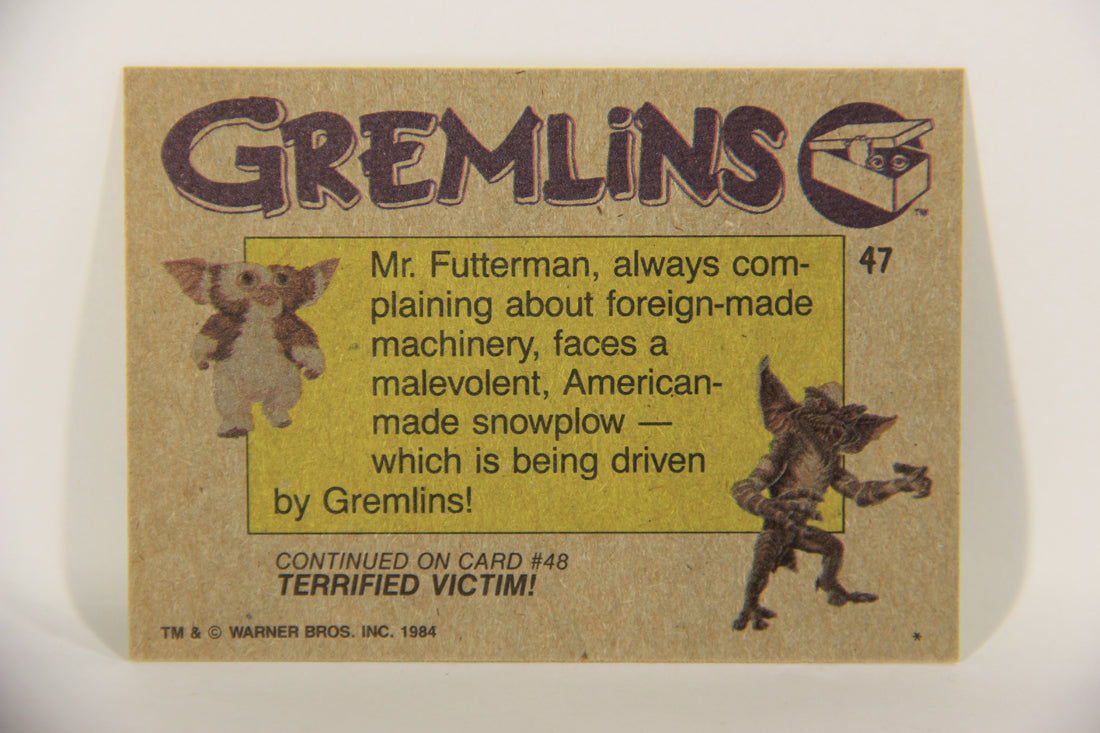 GREMLiNS
TM
47
Mr. Futterman, always com-
plaining about foreign-made
machinery, faces a
malevolent, American-
made snowplow —
which is being driven
by Gremlins!
CONTINUED ON CARD #48
TERRIFIED VICTIM!
TM & © WARNER BROS. INC. 1984
*